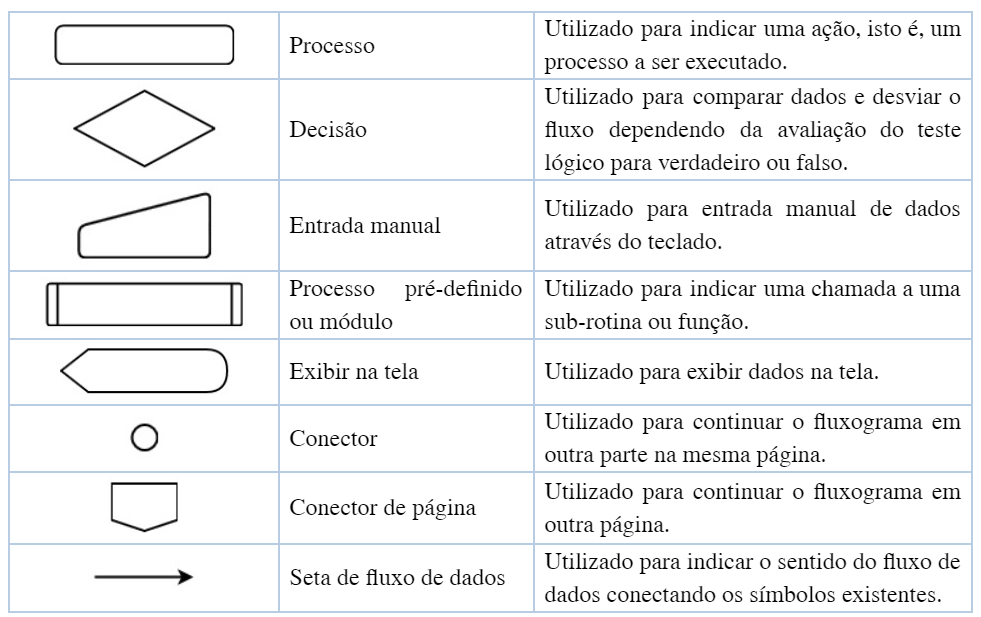 Processo
Utilizado para indicar uma ação, isto é, um
processo a ser executado.
Decisão
Utilizado para comparar dados e desviar o
fluxo dependendo da avaliação do teste
lógico para verdadeiro ou falso.
Entrada manual
Utilizado para entrada manual de dados
através do teclado.
Processo pré-definido
ou módulo
Utilizado para indicar uma chamada a uma
sub-rotina ou função.
Exibir na tela
Utilizado para exibir dados na tela.
Conector
Utilizado para continuar o fluxograma em
outra parte na mesma página.
Conector de página
Utilizado para continuar o fluxograma em
outra página.
Seta de fluxo de dados
Utilizado para indicar o sentido do fluxo de
dados conectando os símbolos existentes.